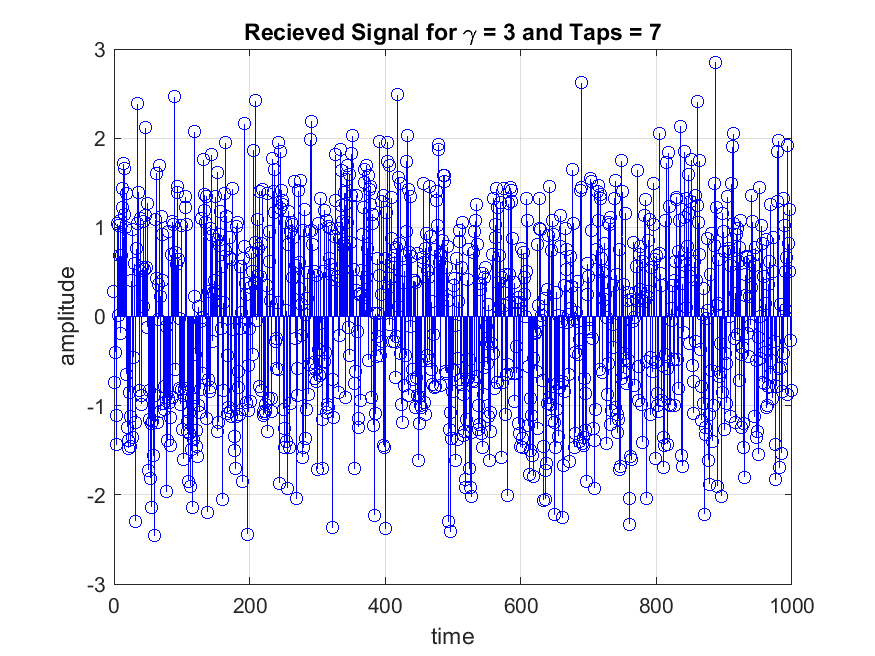 Recieved Signal for γ = 3 and Taps = 7
3
2
1
0
-1
-2
-3
amplitude
0 200 400 600 800 1000
time